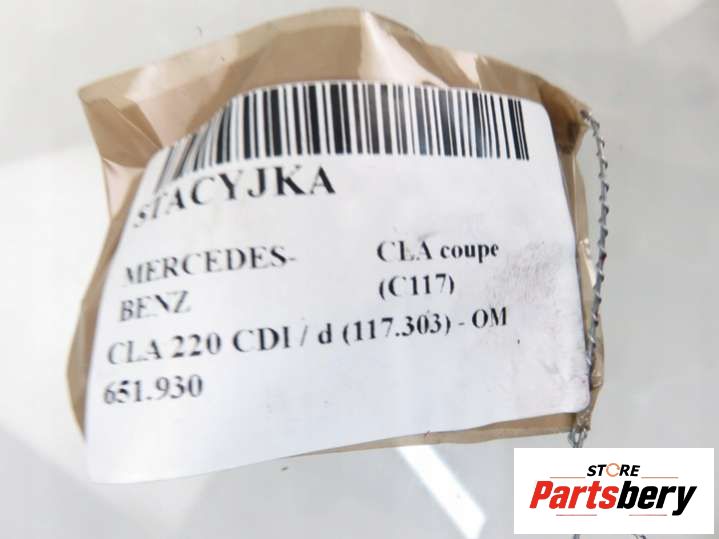 STACYJKA
MERCEDES-BENZ CLA coupe (C117)
CLA 220 CDI / d (117.303) - OM
651.930
STORE
Partsbery